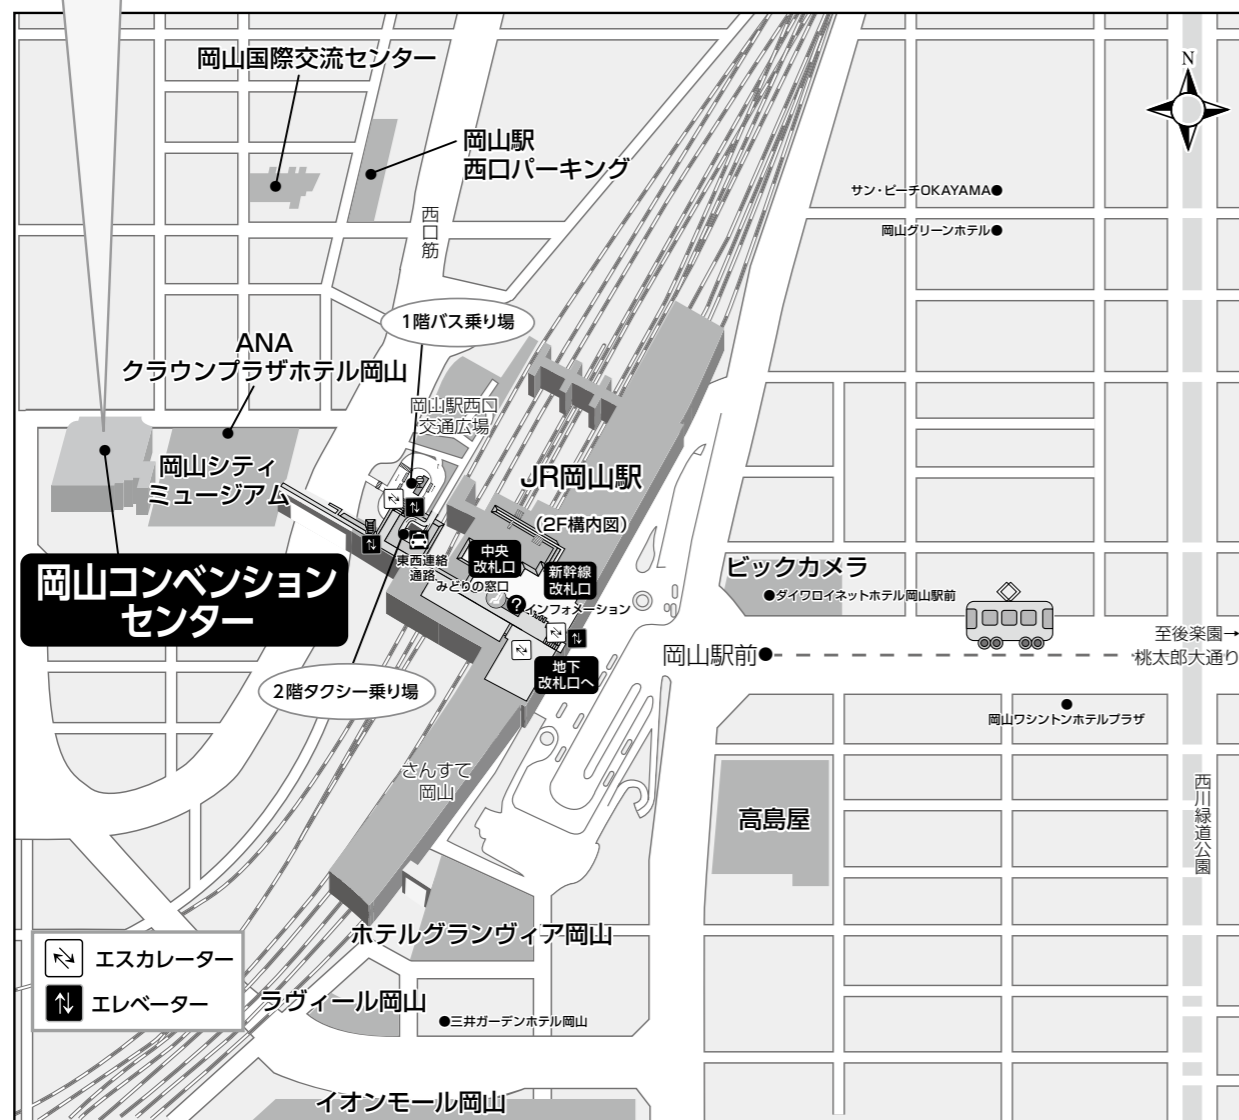 岡山国際交流センター
N
岡山駅
西口パーキング
サン・ピーチOKAYAMA
岡山グリーンホテル
西口筋
1階バス乗り場
ANA
クラウンプラザホテル岡山
岡山駅西口
交通広場
岡山シティ
ミュージアム
JR岡山駅
(2F構内図)
中央
改札口
新幹線
改札口
東西連絡
通路
みどりの窓口
?
インフォメーション
ビックカメラ
ダイワロイネットホテル岡山駅前
岡山コンベンション
センター
至後楽園→
岡山駅前
桃太郎大通り
地下
改札口へ
2階タクシー乗り場
岡山ワシントンホテルプラザ
さんすて
岡山
高島屋
西川緑道公園
ホテルグランヴィア岡山
エスカレーター
エレベーター
ラヴィール岡山
三井ガーデンホテル岡山
イオンモール岡山